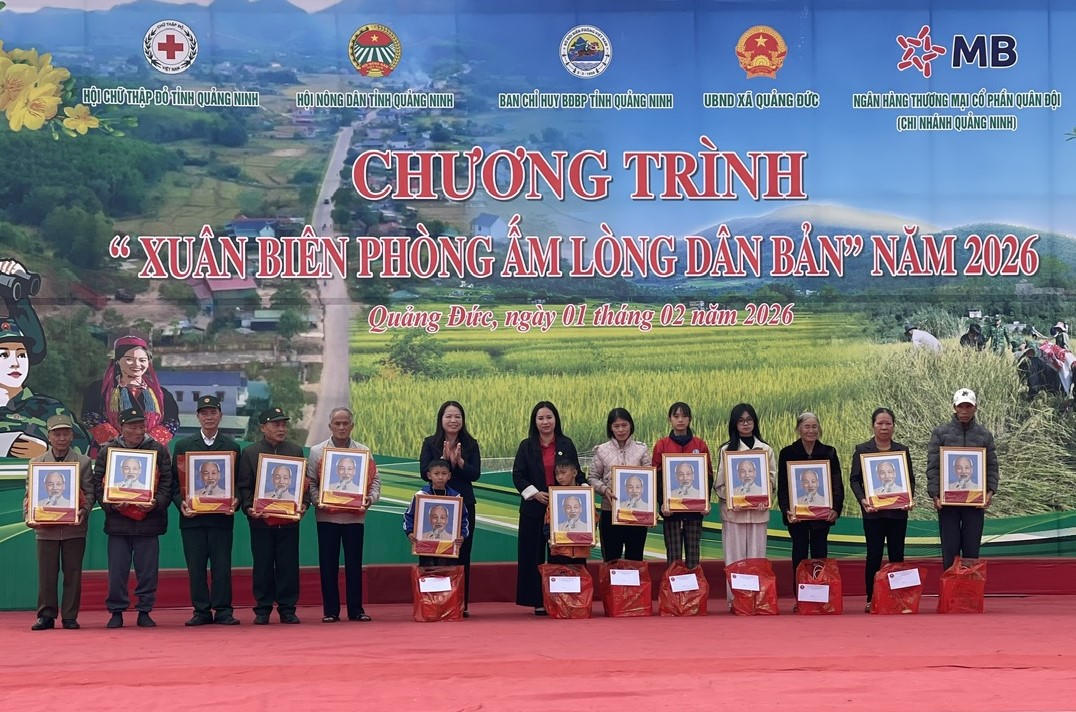 HỘI CHỮ THẬP ĐỎ TỈNH QUẢNG NINH
HỘI NÔNG DÂN TỈNH QUẢNG NINH
BAN CHỈ HUY BĐBP TỈNH QUẢNG NINH
UBND XÃ QUẢNG ĐỨC
MB
NGÂN HÀNG THƯƠNG MẠI CỔ PHẦN QUÂN ĐỘI
(CHI NHÁNH QUẢNG NINH)
CHƯƠNG TRÌNH
“ XUÂN BIÊN PHÒNG ẤM LÒNG DÂN BẢN” NĂM 2026
Quảng Đức, ngày 01 tháng 02 năm 2026